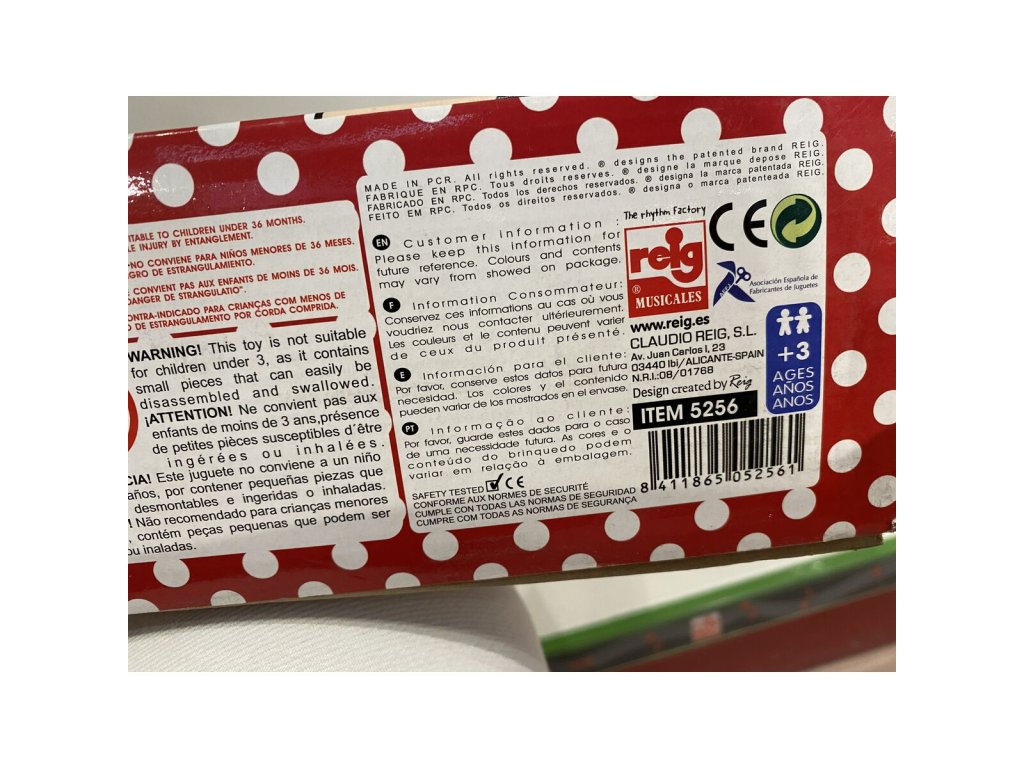 ITABLE TO CHILDREN UNDER 36 MONTHS.
LE INJURY BY ENTANGLEMENT.
NO CONVIENE PARA NIÑOS MENORES DE 36 MESES.
GRO DE ESTRANGULAMIENTO.
CONVIENT PAS AUX ENFANTS DE MOINS DE 36 MOIS.
DANGER DE STRANGULATIO".
ONTRA-INDICADO PARA CRIANÇAS COM MENOS DE
O DE ESTRANGULAMENTO POR CORDA COMPRIDA.
WARNING! This toy is not suitable
for children under 3, as it contains
small pieces that can easily be
disassembled and swallowed.
¡ATTENTION! Ne convient pas aux
enfants de moins de 3 ans,présence
de petites pièces susceptibles d´être
ingérées ou inhalées.
CIA! Este juguete no conviene a un niño
años, por contener pequeñas piezas que
desmontables e ingeridas o inhaladas.
! Não recomendado para crianças menores
, contém peças pequenas que podem ser
ou inaladas.
MADE IN PCR. All rights reserved. ® designs the patented brand REIG.
FABRIQUE EN RPC. Tous droits reserves. ® designe la marque depose REIG.
FABRICADO EN RPC. Todos los derechos reservados. ® designa la marca patentada REIG.
FEITO EM RPC. Todos os direitos reservados. ® designa o marca patenteada REIG.
EN Customer information.
Please keep this information for
future reference. Colours and contents
may vary from showed on package.
F Information Consommateur:
Conservez ces informations au cas où vous
voudriez nous contacter ultérieurement.
Les couleurs et le contenu peuvent varier
de ceux du produit présenté.
E Información para el cliente:
Por favor, conserve estos datos para futura
necesidad. Los colores y el contenido
pueden variar de los mostrados en el envase.
PT Informação ao cliente:
Por favor, guarde estes dados para o caso
de uma necessidade futura. As cores e o
conteúdo do brinquedo podem
variar em relação à embalagem.
SAFETY TESTED CE
CONFORME AUX NORMES DE SECURITÉ
CUMPLE CON TODAS LAS NORMAS DE SEGURIDAD
CUMPRE COM TODAS AS NORMAS DE SEGURANÇA
The rhythm factory
reig
® MUSICALES
CE
Asociación Española de
Fabricantes de Juguetes
www.reig.es
CLAUDIO REIG, S.L.
Av. Juan Carlos I, 23
03440 Ibi/ALICANTE-SPAIN
N.R.I.:08/01768
Design created by Reig
ITEM 5256
8 411865 052561
+3
AGES
AÑOS
ANOS